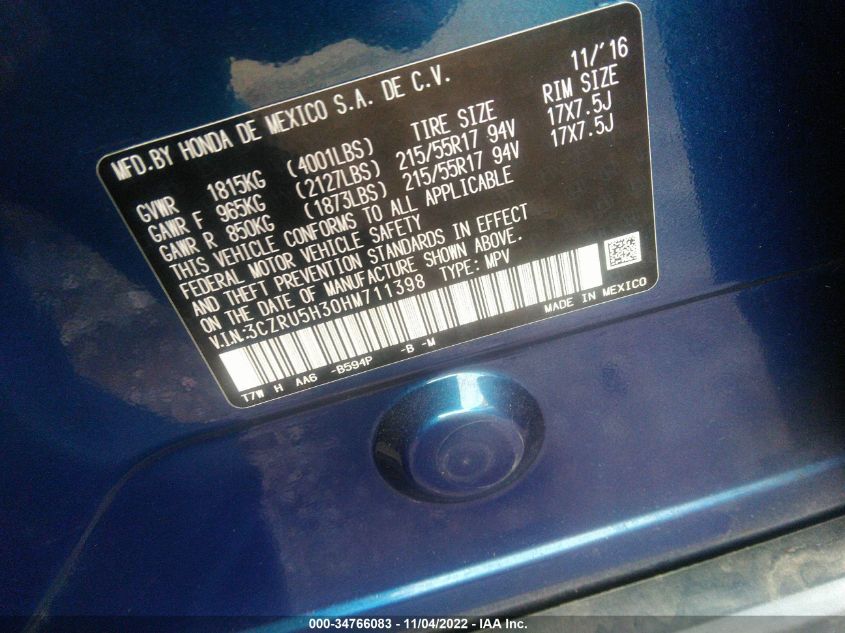 MFD.BY HONDA DE MEXICO S.A. DE C.V. 11/'16
TIRE SIZE RIM SIZE
GVWR 1815KG (4001LBS)
GAWR F 965KG (2127LBS) 215/55R17 94V 17X7.5J
GAWR R 850KG (1873LBS) 215/55R17 94V 17X7.5J
THIS VEHICLE CONFORMS TO ALL APPLICABLE
FEDERAL MOTOR VEHICLE SAFETY
AND THEFT PREVENTION STANDARDS IN EFFECT
ON THE DATE OF MANUFACTURE SHOWN ABOVE.
V.I.N.:3CZRU5H30HM711398 TYPE: MPV
MADE IN MEXICO
T7W H AA6 -B594P -B -M
000-34766083 - 11/04/2022 - IAA Inc.